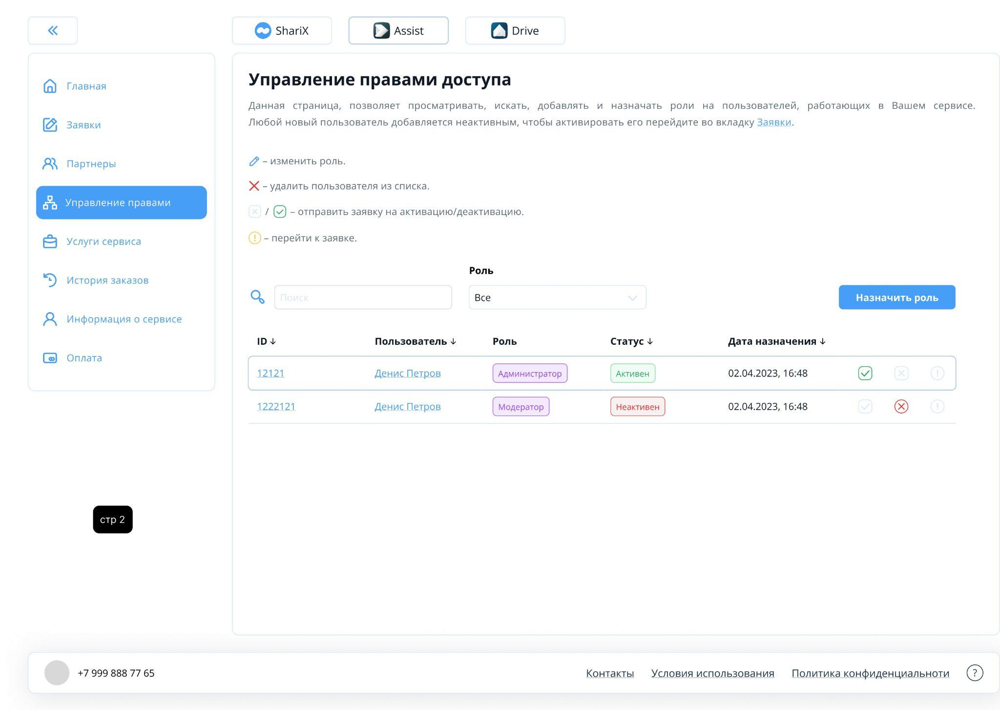 ShariX
Assist
Drive
Главная
Заявки
Партнеры
Управление правами
Услуги сервиса
История заказов
Информация о сервисе
Оплата
Управление правами доступа
Данная страница, позволяет просматривать, искать, добавлять и назначать роли на пользователей, работающих в Вашем сервисе.
Любой новый пользователь добавляется неактивным, чтобы активировать его перейдите во вкладку Заявки.
– изменить роль.
– удалить пользователя из списка.
/ – отправить заявку на активацию/деактивацию.
– перейти к заявке.
Роль
Поиск
Все
Назначить роль
ID ↓ Пользователь ↓ Роль Статус ↓ Дата назначения ↓
12121 Денис Петров Администратор Активен 02.04.2023, 16:48
1222121 Денис Петров Модератор Неактивен 02.04.2023, 16:48
стр 2
+7 999 888 77 65
Контакты Условия использования Политика конфиденциальноти ?